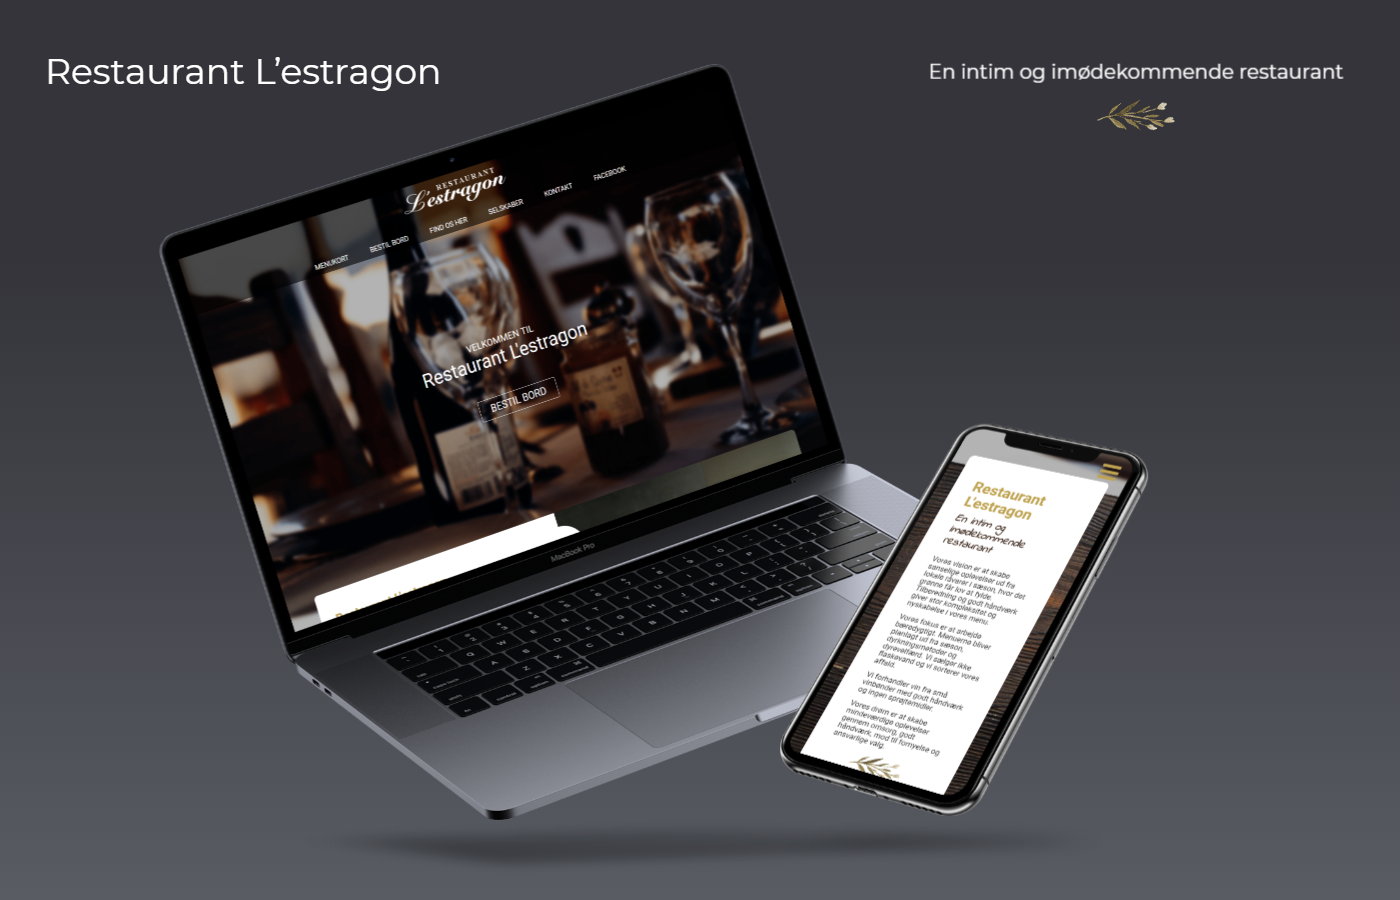 Restaurant L'estragon
En intim og imødekommende restaurant
RESTAURANT
L'estragon
MENUKORT
BESTIL BORD
FIND OS HER
SELSKABER
KONTAKT
FACEBOOK
VELKOMMEN TIL
Restaurant L'estragon
BESTIL BORD
MacBook Pro
Restaurant
L'estragon
En intim og
imødekommende
restaurant
Vores vision er at skabe
sanselige oplevelser ud fra
lokale råvarer i sæson, hvor det
grønne får lov at fylde.
Tilberedning og godt håndværk
giver stor kompleksitet og
nyskabelse i vores menu.
Vores fokus er at arbejde
bæredygtigt. Menuerne bliver
planlagt ud fra sæson,
dyrkningsmetoder og
dyrevelfærd. Vi sælger ikke
flaskevand og vi sorterer vores
affald.
Vi forhandler vin fra små
vinbønder med godt håndværk
og ingen sprøjtemidler.
Vores drøm er at skabe
mindeværdige oplevelser
gennem omsorg, godt
håndværk, mod til fornyelse og
ansvarlige valg.